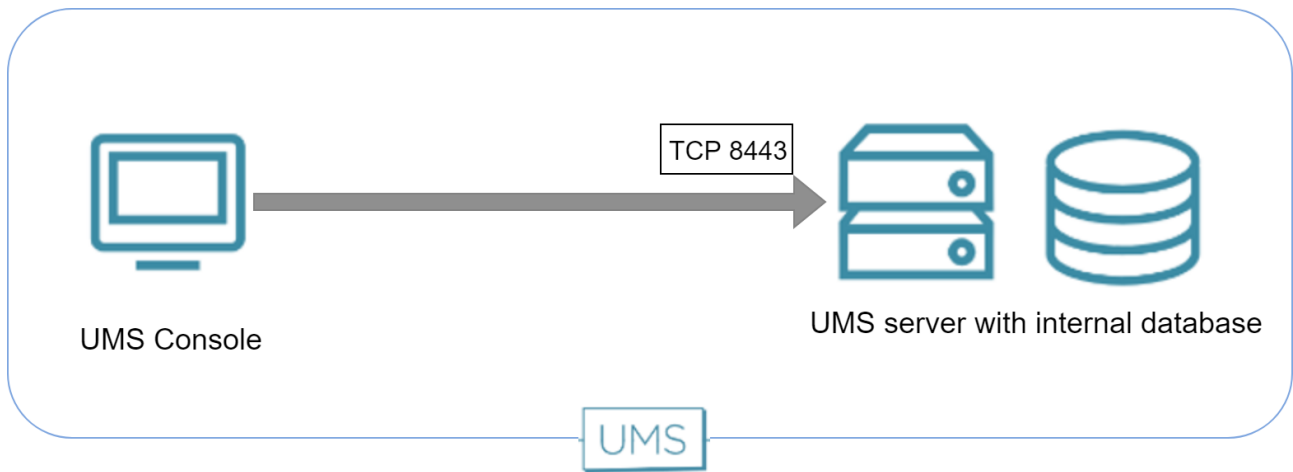 TCP 8443
UMS Console
UMS server with internal database
UMS